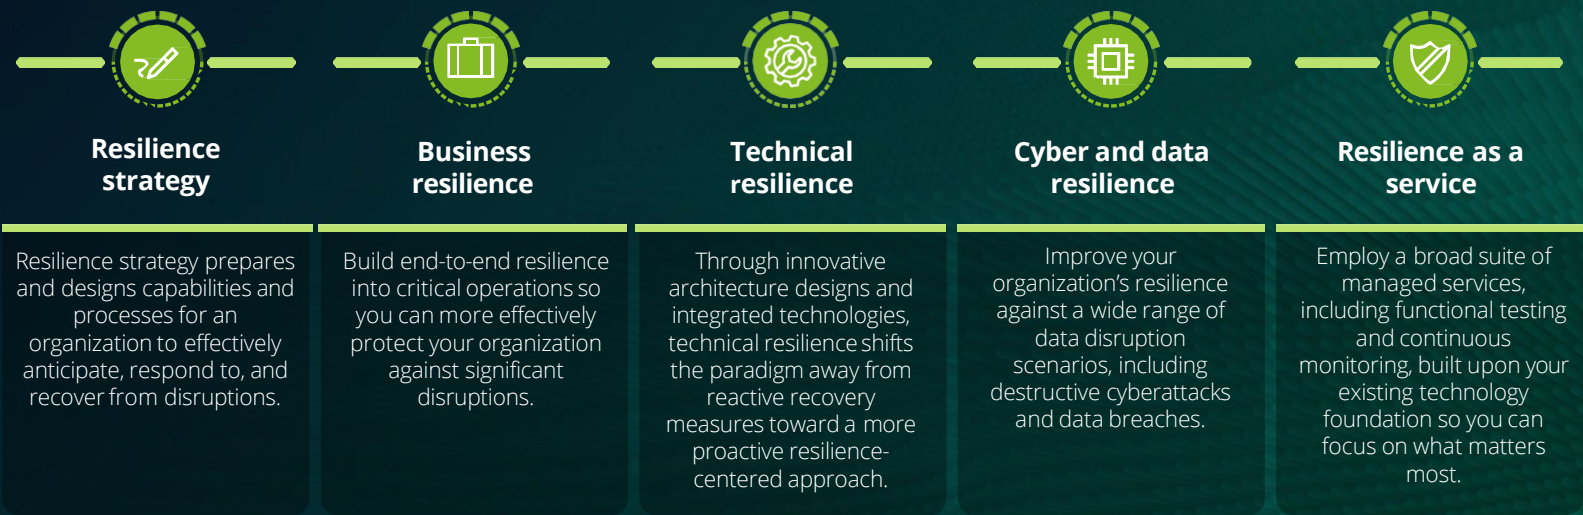 Resilience
strategy
Resilience strategy prepares
and designs capabilities and
processes for an
organization to effectively
anticipate, respond to, and
recover from disruptions.
Business
resilience
Build end-to-end resilience
into critical operations so
you can more effectively
protect your organization
against significant
disruptions.
Technical
resilience
Through innovative
architecture designs and
integrated technologies,
technical resilience shifts
the paradigm away from
reactive recovery
measures toward a more
proactive resilience-
centered approach.
Cyber and data
resilience
Improve your
organization’s resilience
against a wide range of
data disruption
scenarios, including
destructive cyberattacks
and data breaches.
Resilience as a
service
Employ a broad suite of
managed services,
including functional testing
and continuous
monitoring, built upon your
existing technology
foundation so you can
focus on what matters
most.